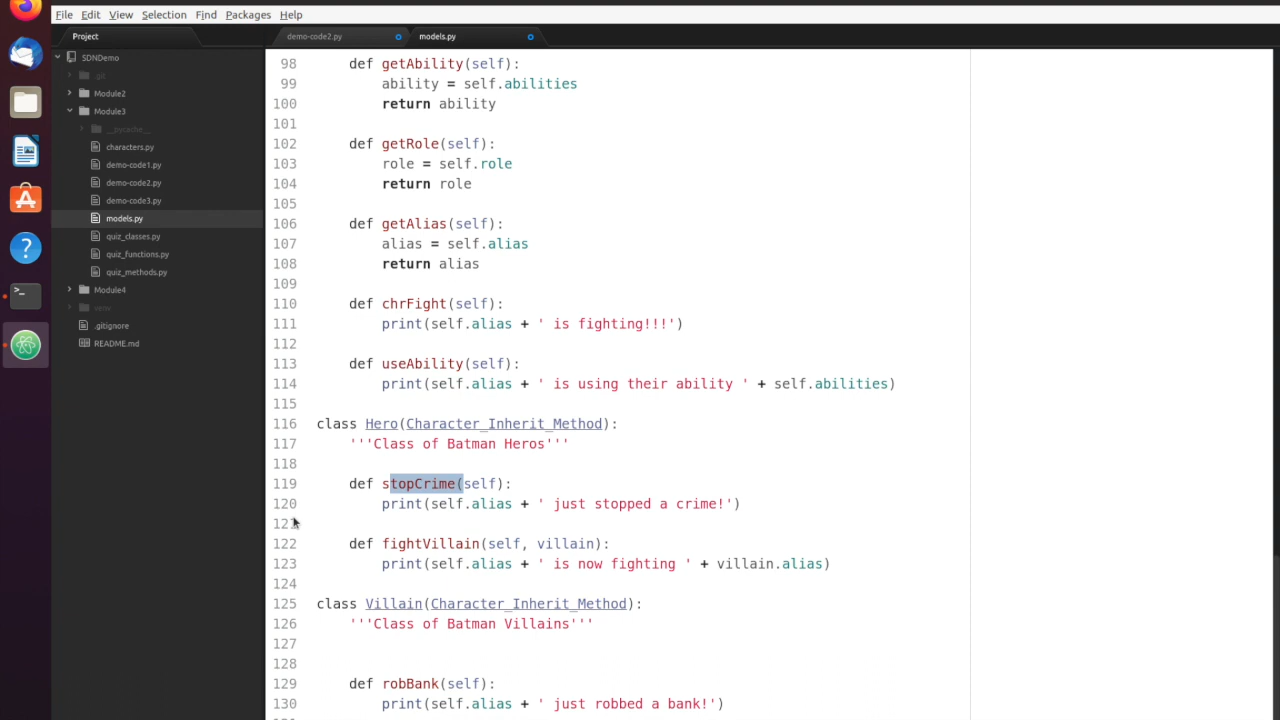 File Edit View Selection Find Packages Help
Project
demo-code2.py
models.py
SDNDemo
.git
Module2
Module3
__pycache__
characters.py
demo-code1.py
demo-code2.py
demo-code3.py
models.py
quiz_classes.py
quiz_functions.py
quiz_methods.py
Module4
venv
.gitignore
README.md
98 def getAbility(self):
99 ability = self.abilities
100 return ability
101
102 def getRole(self):
103 role = self.role
104 return role
105
106 def getAlias(self):
107 alias = self.alias
108 return alias
109
110 def chrFight(self):
111 print(self.alias + ' is fighting!!!')
112
113 def useAbility(self):
114 print(self.alias + ' is using their ability ' + self.abilities)
115
116 class Hero(Character_Inherit_Method):
117 '''Class of Batman Heros'''
118
119 def stopCrime(self):
120 print(self.alias + ' just stopped a crime!')
121
122 def fightVillain(self, villain):
123 print(self.alias + ' is now fighting ' + villain.alias)
124
125 class Villain(Character_Inherit_Method):
126 '''Class of Batman Villains'''
127
128
129 def robBank(self):
130 print(self.alias + ' just robbed a bank!')